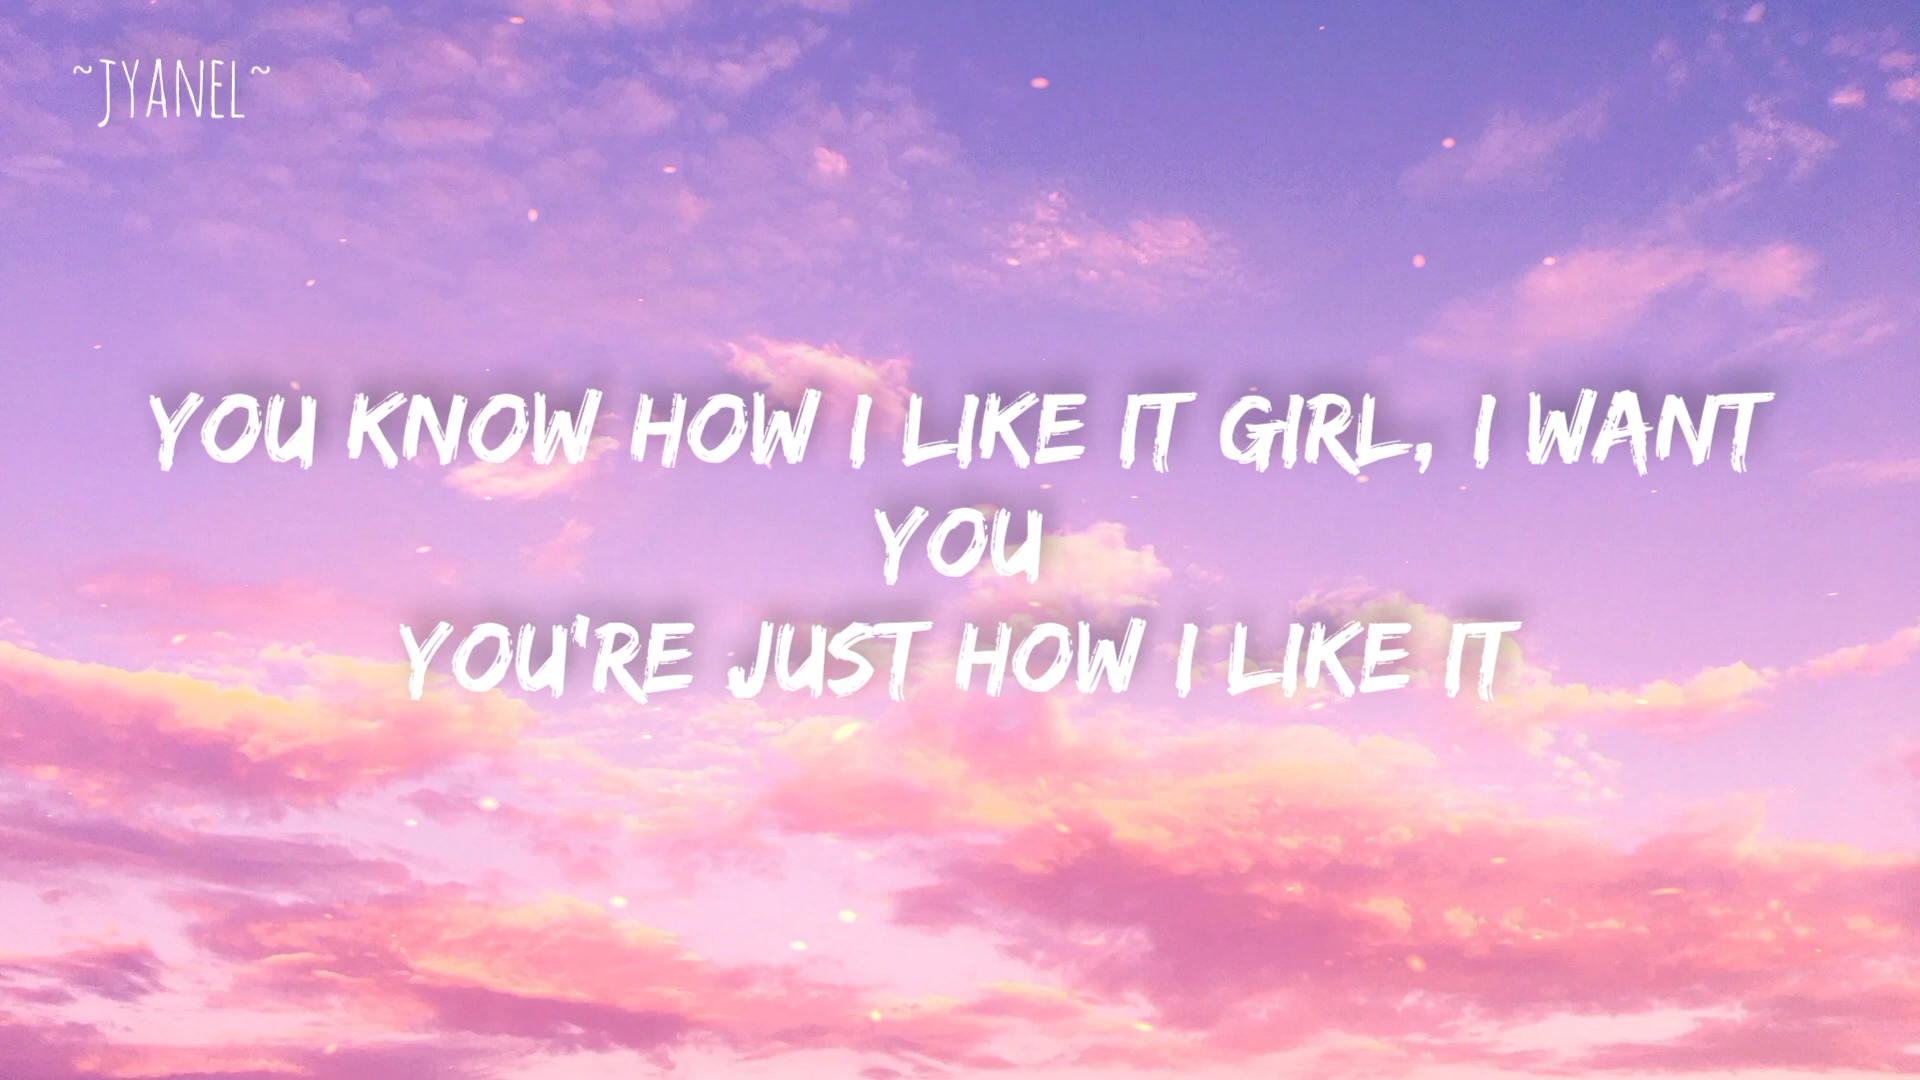 ~JYANEL~
YOU KNOW HOW I LIKE IT GIRL, I WANT
YOU
YOU'RE JUST HOW I LIKE IT